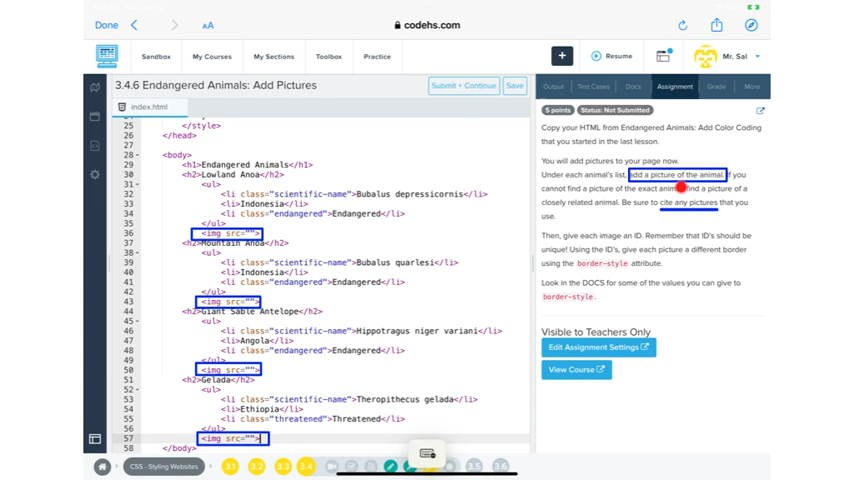 Done
AA
codehs.com
Sandbox
My Courses
My Sections
Toolbox
Practice
+
Resume
Mr. Sal
3.4.6 Endangered Animals: Add Pictures
Submit + Continue
Save
index.html
Output
Test Cases
Docs
Assignment
Grade
More
25 </style>
26 </head>
27
28 <body>
29 <h1>Endangered Animals</h1>
30 <h2>Lowland Anoa</h2>
31 <ul>
32 <li class="scientific-name">Bubalus depressicornis</li>
33 <li>Indonesia</li>
34 <li class="endangered">Endangered</li>
35 </ul>
36 <img src="">
37 <h2>Mountain Anoa</h2>
38 <ul>
39 <li class="scientific-name">Bubalus quarlesi</li>
40 <li>Indonesia</li>
41 <li class="endangered">Endangered</li>
42 </ul>
43 <img src="">
44 <h2>Giant Sable Antelope</h2>
45 <ul>
46 <li class="scientific-name">Hippotragus niger variani</li>
47 <li>Angola</li>
48 <li class="endangered">Endangered</li>
49 </ul>
50 <img src="">
51 <h2>Gelada</h2>
52 <ul>
53 <li class="scientific-name">Theropithecus gelada</li>
54 <li>Ethiopia</li>
55 <li class="threatened">Threatened</li>
56 </ul>
57 <img src="">
58 </body>
5 points
Status: Not Submitted
Copy your HTML from Endangered Animals: Add Color Coding
that you started in the last lesson.
You will add pictures to your page now.
Under each animal's list, add a picture of the animal. If you
cannot find a picture of the exact find a picture of a
closely related animal. Be sure to cite any pictures that you
use.
Then, give each image an ID. Remember that ID's should be
unique! Using the ID's, give each picture a different border
using the border-style attribute.
Look in the DOCS for some of the values you can give to
border-style.
Visible to Teachers Only
Edit Assignment Settings
View Course
CSS - Styling Websites
3.1
3.2
3.3
3.4
3.5
3.6